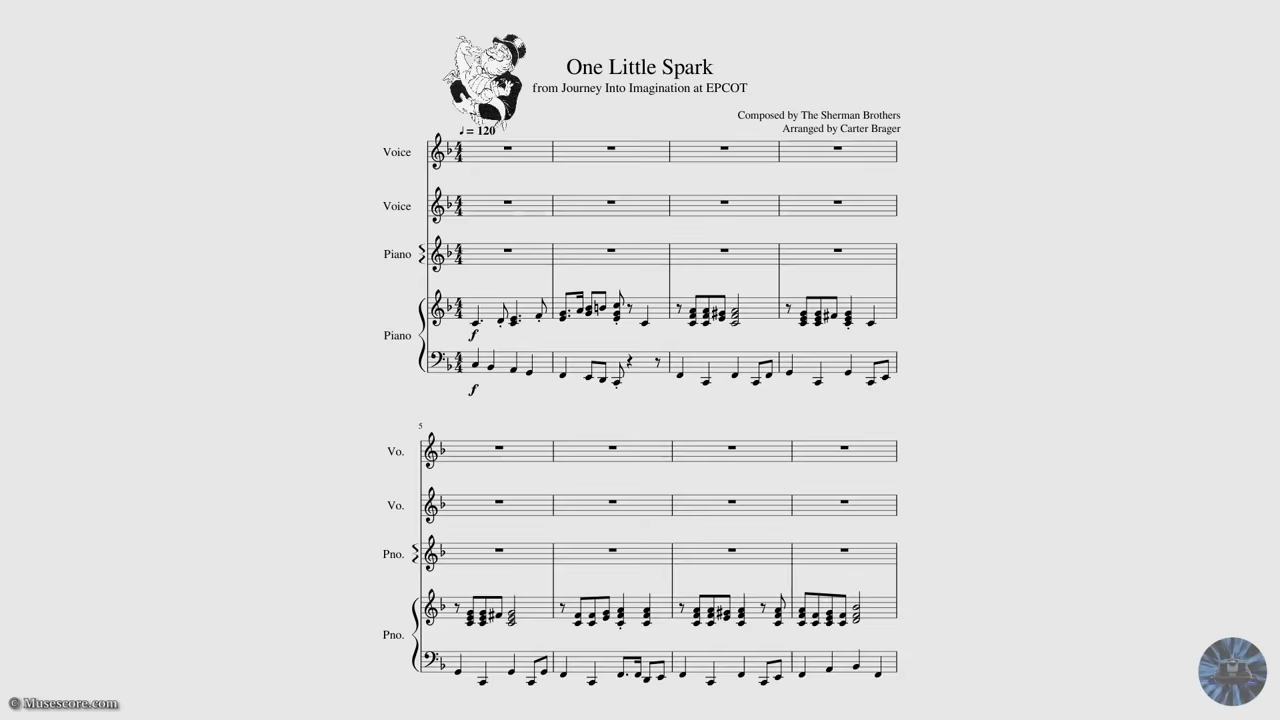 One Little Spark
from Journey Into Imagination at EPCOT
Composed by The Sherman Brothers
Arranged by Carter Brager
♩ = 120
Voice
Voice
Piano
Piano
f
f
5
Vo.
Vo.
Pno.
Pno.
© Musescore.com